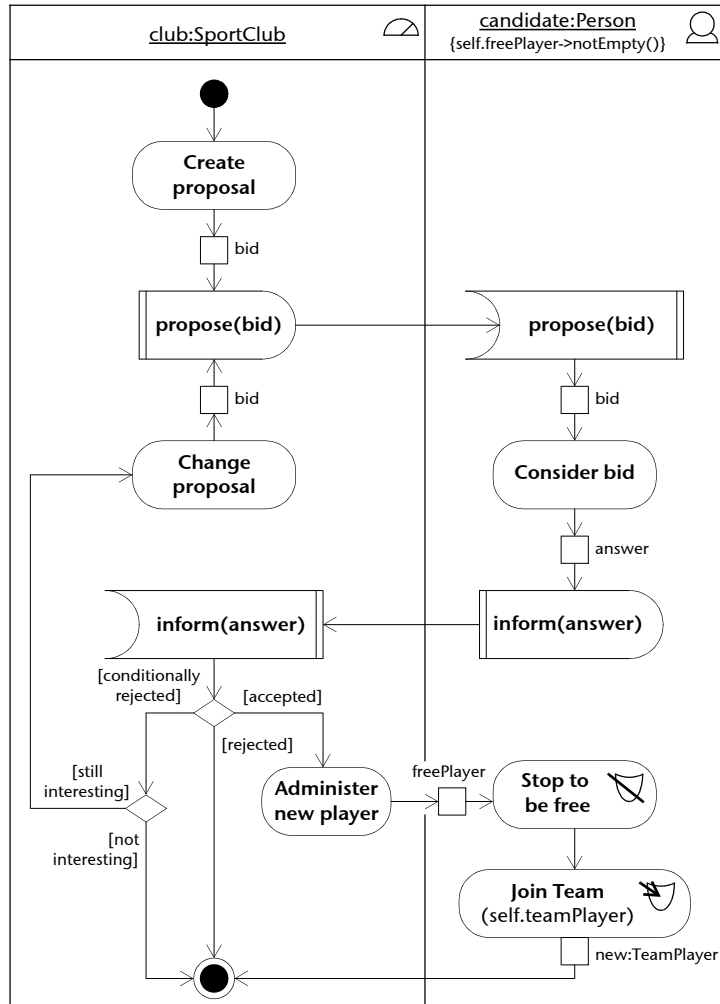 club:SportClub
candidate:Person
{self.freePlayer->notEmpty()}
Create
proposal
bid
propose(bid)
propose(bid)
bid
bid
Change
proposal
Consider bid
answer
inform(answer)
inform(answer)
[conditionally
rejected]
[accepted]
[rejected]
[still
interesting]
[not
interesting]
Administer
new player
freePlayer
Stop to
be free
Join Team
(self.teamPlayer)
new:TeamPlayer